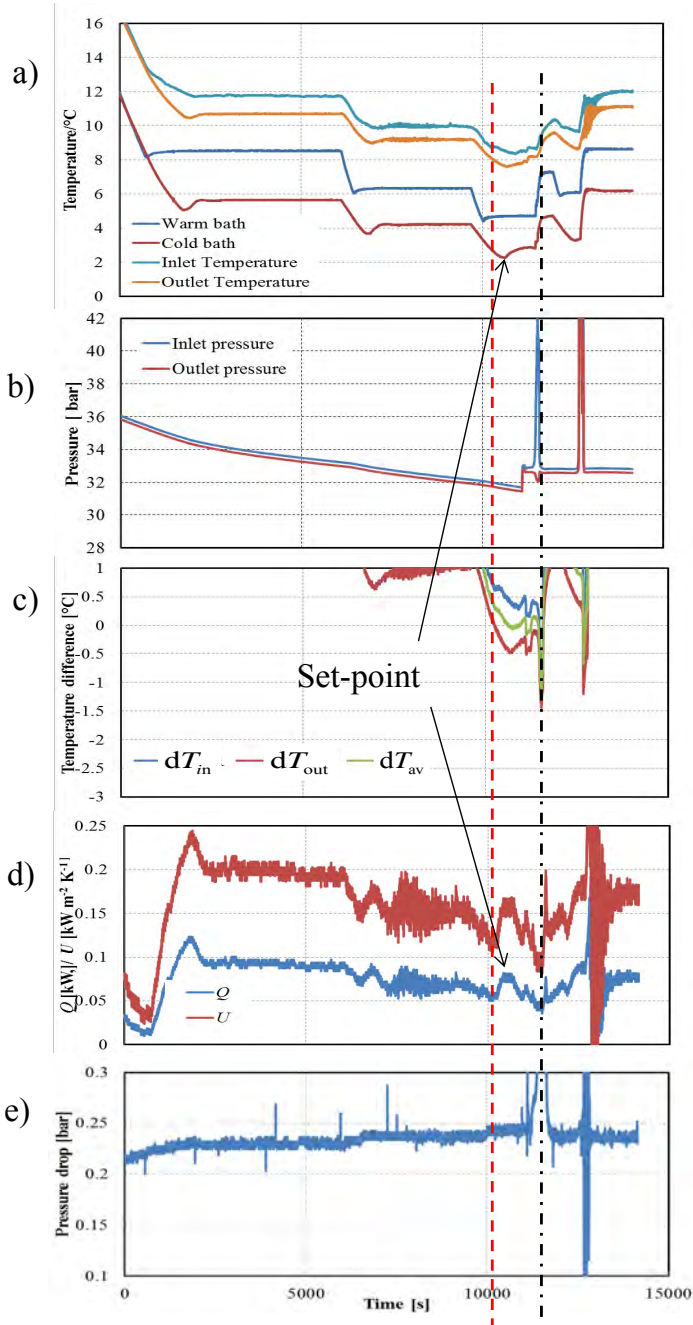 a)
16
14
12
10
8
6
4
2
0
Temperature/°C
Warm bath
Cold bath
Inlet Temperature
Outlet Temperature
0
5000
10000
15000
b)
42
40
38
36
34
32
30
28
Pressure [ bar]
Inlet pressure
Outlet pressure
c)
1
0.5
0
-0.5
-1
-1.5
-2
-2.5
-3
Temperature difference [°C]
Set-point
dTin
dTout
dTav
d)
0.25
0.2
0.15
0.1
0.05
0
Q[kW,]/ U [kW m-2 K-1]
Q
U
e)
0.3
0.25
0.2
0.15
0.1
Pressure drop [bar]
0
5000
10000
15000
Time [s]